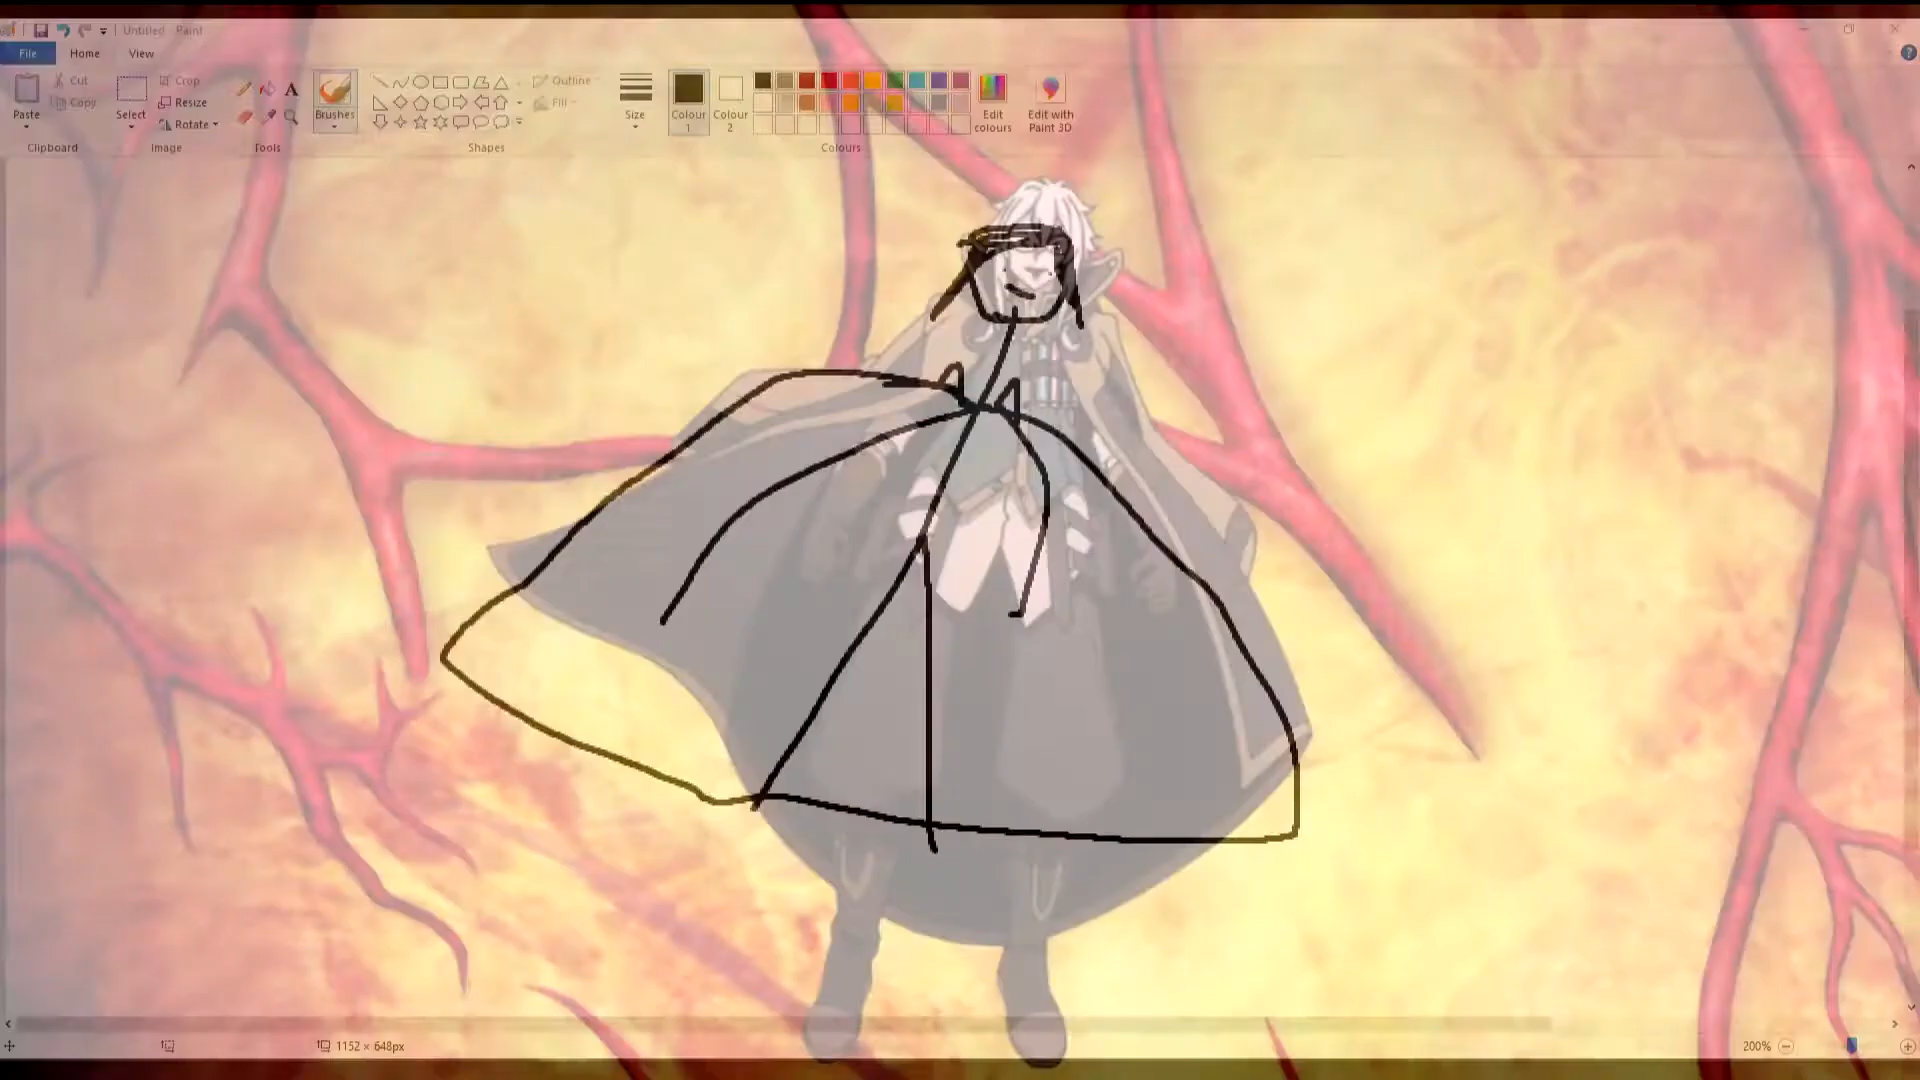 Untitled Paint
File Home View
Paste
Cut
Copy
Clipboard
Select
Crop
Resize
Rotate
Image
A
Tools
Brushes
Shapes
Outline
Fill
Size
Colour 1
Colour 2
Colours
Edit colours
Edit with Paint 3D
1152 × 648px
200%